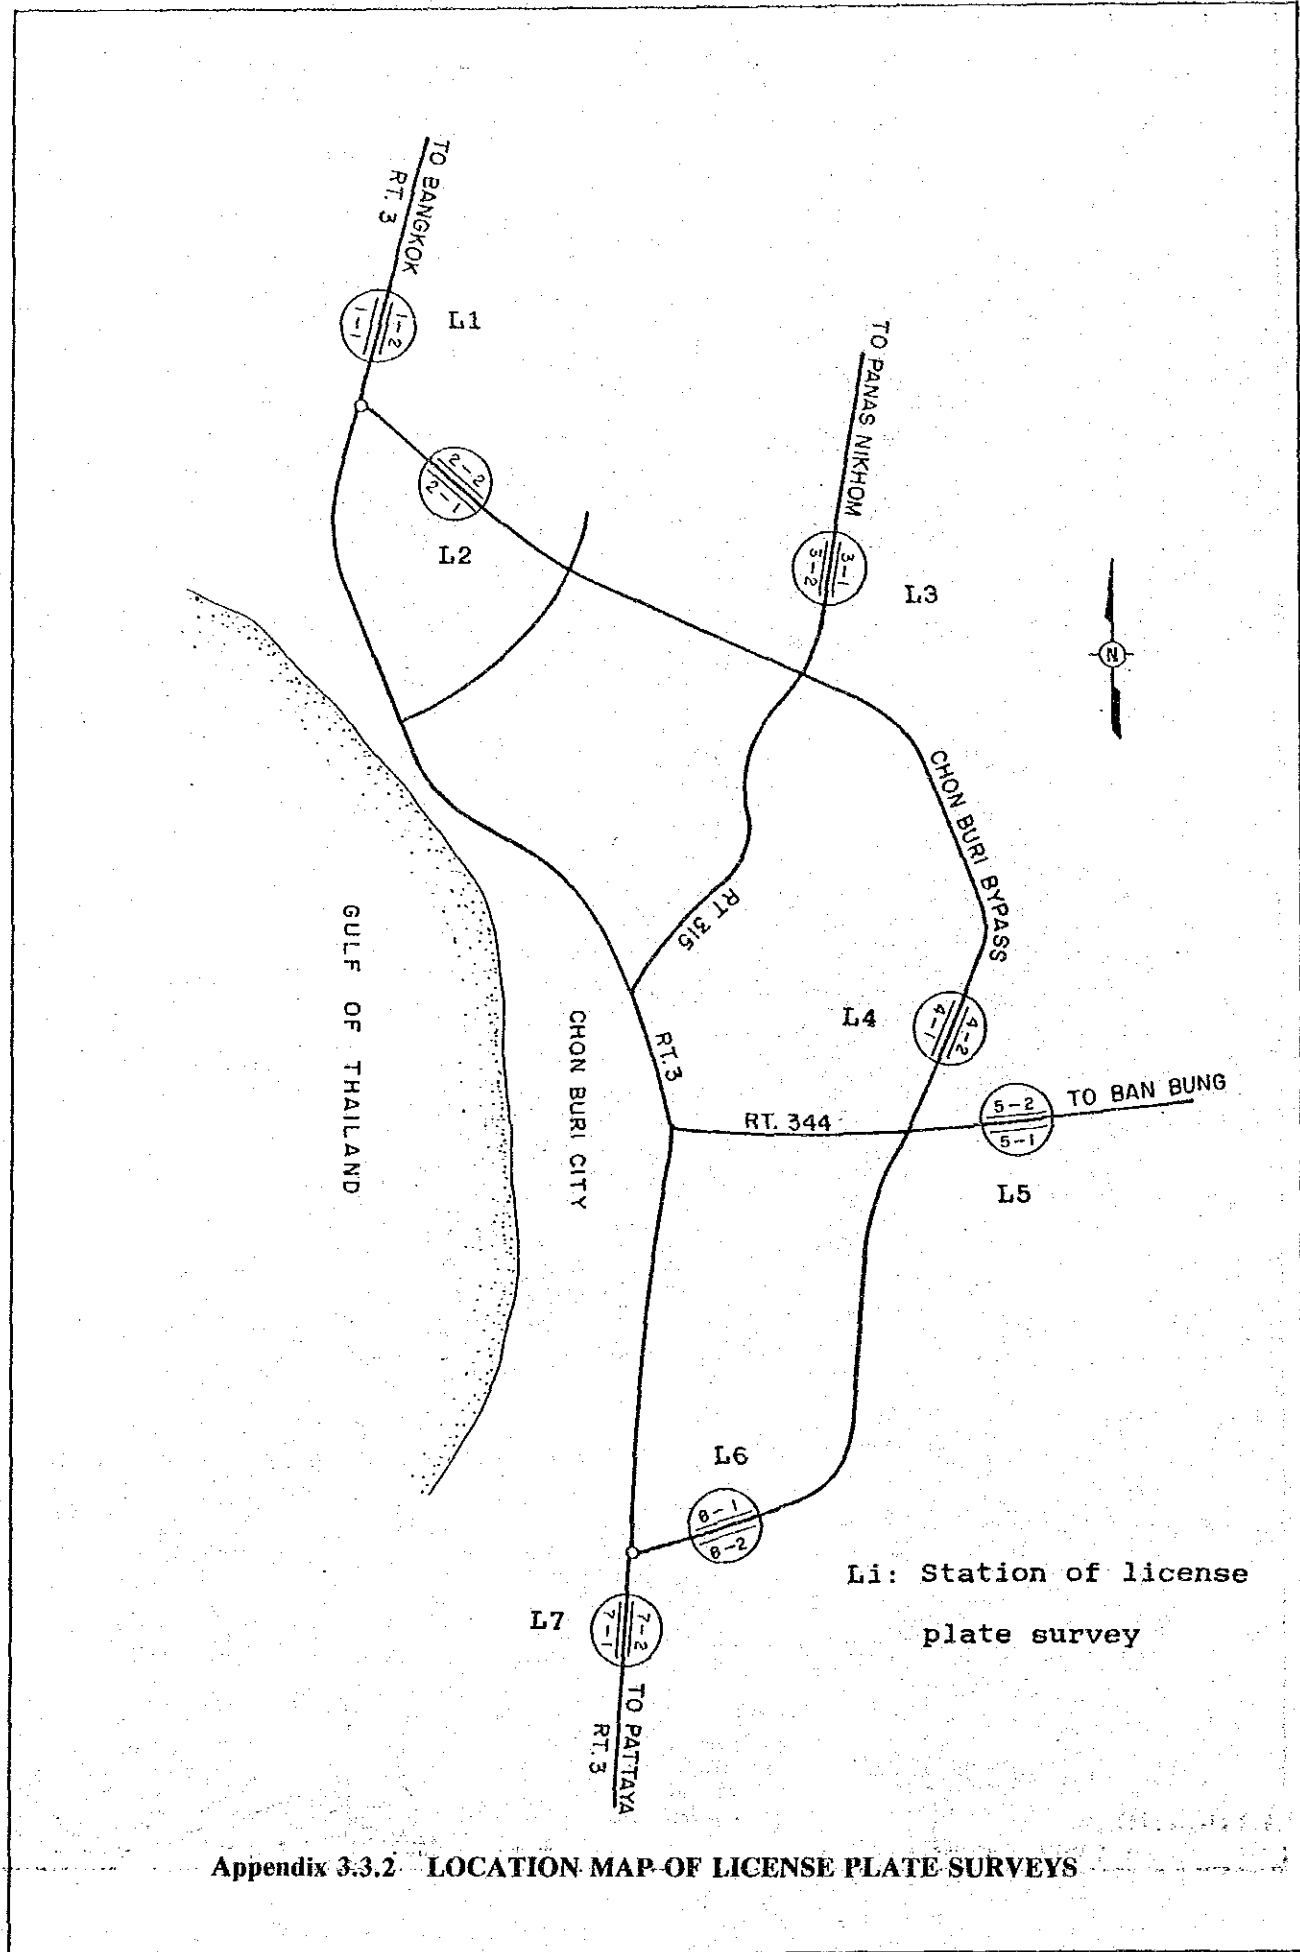 TO BANGKOK
RT. 3
1-2
1-1
L1
TO PANAS NIKHOM
2-2
2-1
L2
3-1
3-2
L3
N
CHON BURI BYPASS
RT 315
GULF OF THAILAND
CHON BURI CITY
L4
4-2
4-1
RT. 3
RT. 344
5-2
5-1
TO BAN BUNG
L5
L6
6-1
6-2
Li: Station of license
plate survey
L7
7-2
7-1
TO PATTAYA
RT. 3
Appendix 3.3.2 LOCATION MAP OF LICENSE PLATE SURVEYS